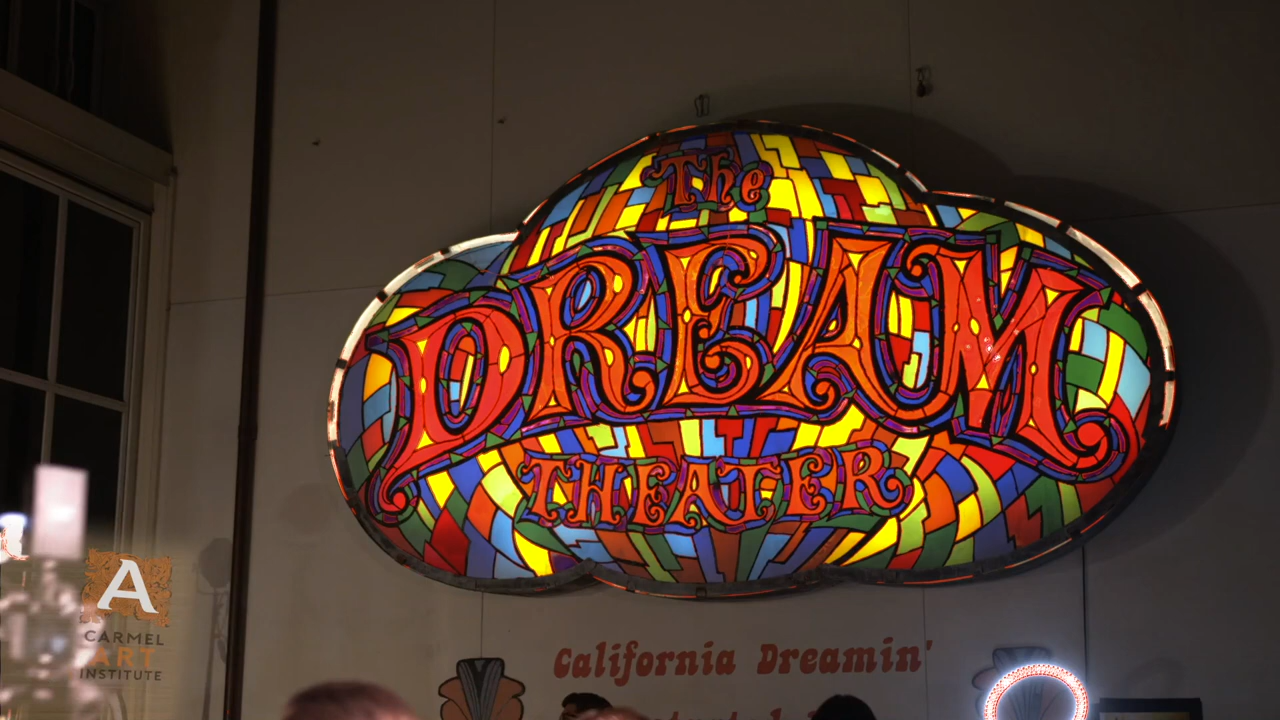 The
DREAM
THEATER
California Dreamin'
A
CARMEL
ART
INSTITUTE